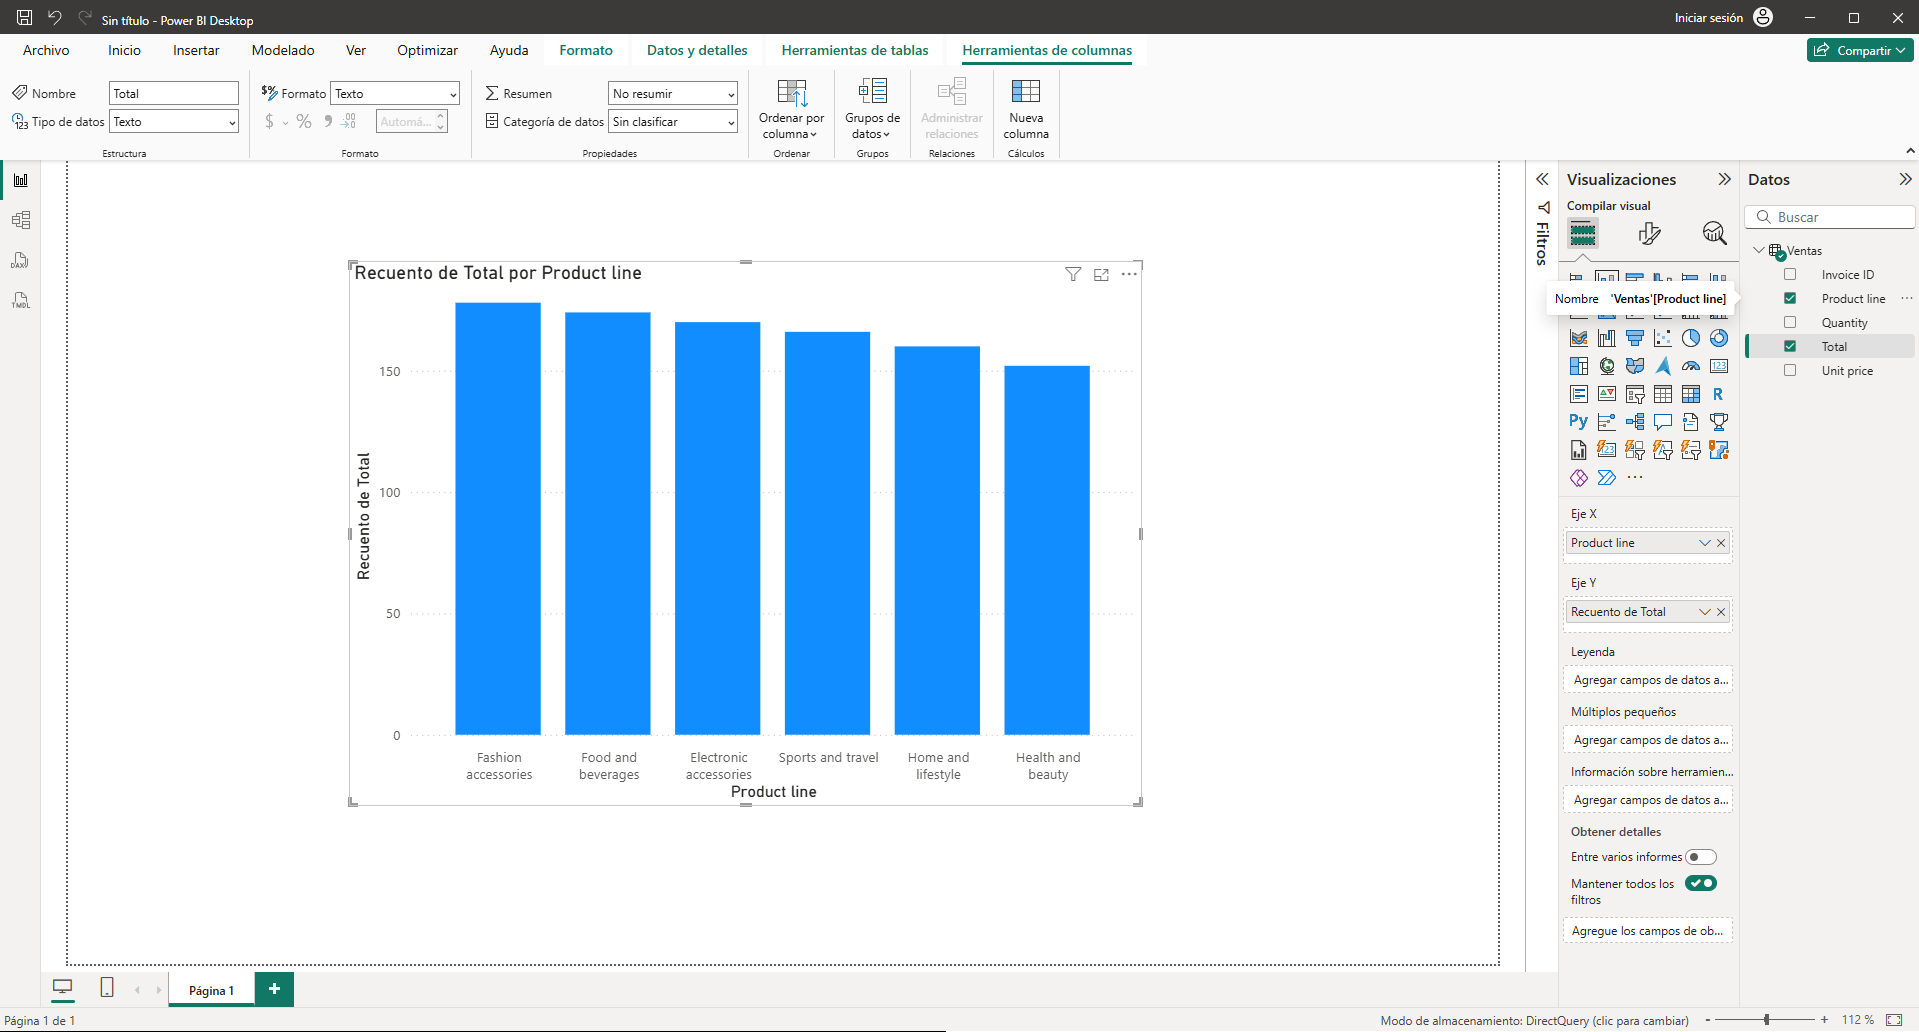 Sin título - Power BI Desktop
Iniciar sesión
Archivo Inicio Insertar Modelado Ver Optimizar Ayuda Formato Datos y detalles Herramientas de tablas Herramientas de columnas
Compartir
Nombre Total
Tipo de datos Texto
Estructura
Formato Texto
$ % Automá...
Formato
Resumen No resumir
Categoría de datos Sin clasificar
Propiedades
Ordenar por
columna
Ordenar
Grupos de
datos
Grupos
Administrar
relaciones
Relaciones
Nueva
columna
Cálculos
DAX
TMDL
Recuento de Total por Product line
Recuento de Total
150
100
50
0
Fashion
accessories
Food and
beverages
Electronic
accessories
Sports and travel
Home and
lifestyle
Health and
beauty
Product line
Filtros
Visualizaciones
Compilar visual
Nombre 'Ventas'[Product line]
123
R
Py
123
Eje X
Product line
Eje Y
Recuento de Total
Leyenda
Agregar campos de datos a...
Múltiplos pequeños
Agregar campos de datos a...
Información sobre herramien...
Agregar campos de datos a...
Obtener detalles
Entre varios informes
Mantener todos los
filtros
Agregue los campos de ob...
Datos
Buscar
Ventas
Invoice ID
Product line
Quantity
Total
Unit price
Página 1
Página 1 de 1
Modo de almacenamiento: DirectQuery (clic para cambiar)
- + 112 %